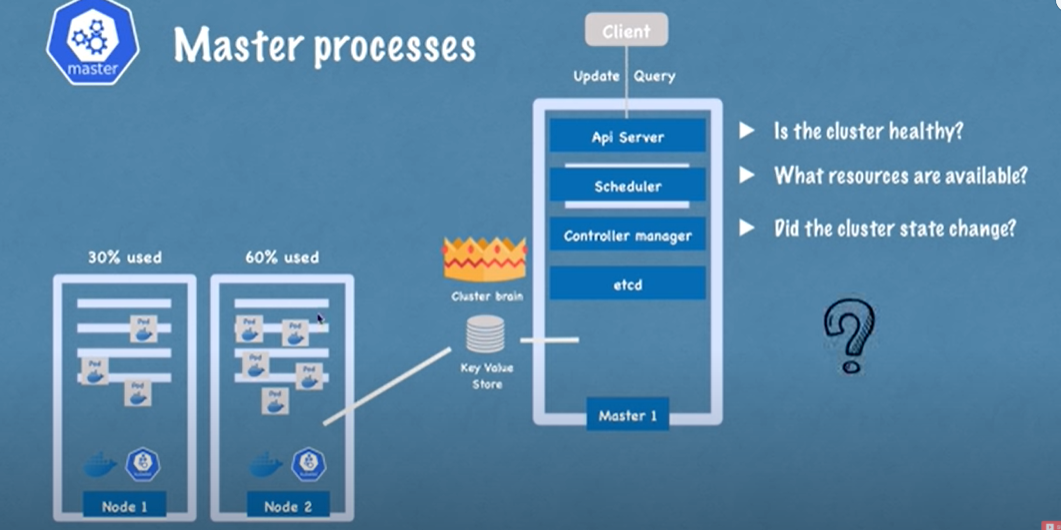 master
Master processes
Client
Update Query
Api Server
Scheduler
Controller manager
etcd
Master 1
Is the cluster healthy?
What resources are available?
Did the cluster state change?
?
Cluster brain
Key Value
Store
30% used
Pod
Pod
Pod
Node 1
60% used
Pod
Pod
Pod
Pod
Pod
Node 2